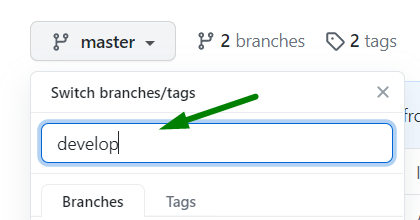 master 2 branches 2 tags
Switch branches/tags
develop
Branches Tags